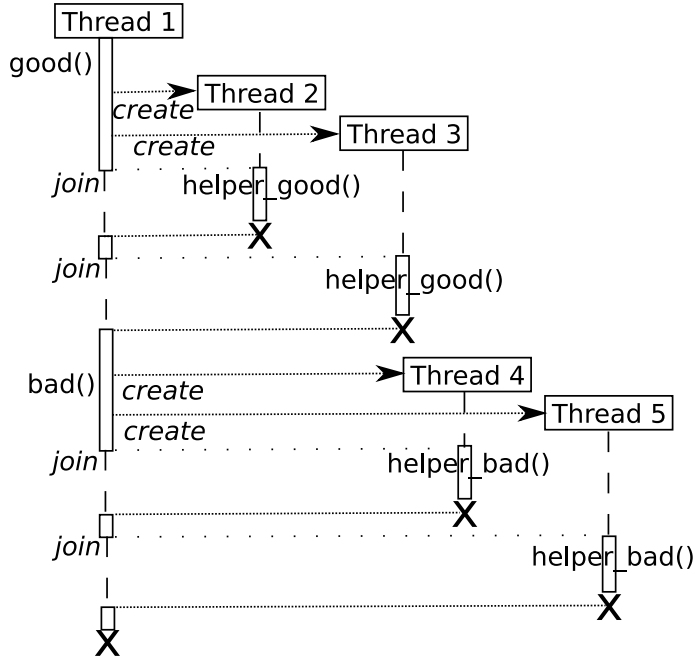 Thread 1
good()
Thread 2
create
Thread 3
create
join
helper_good()
join
helper_good()
Thread 4
bad()
create
Thread 5
create
join
helper_bad()
join
helper_bad()